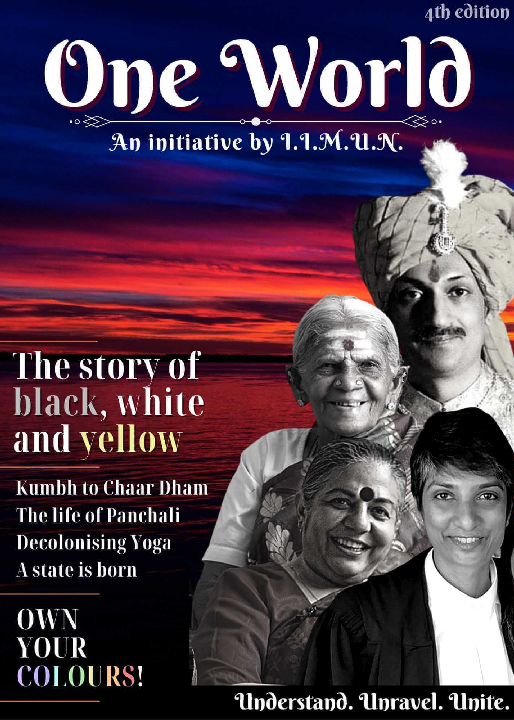 4th edition
One World
An initiative by I.I.M.U.N.
The story of
black, white
and yellow
Kumbh to Chaar Dham
The life of Panchali
Decolonising Yoga
A state is born
OWN
YOUR
COLOURS!
Understand. Unravel. Unite.